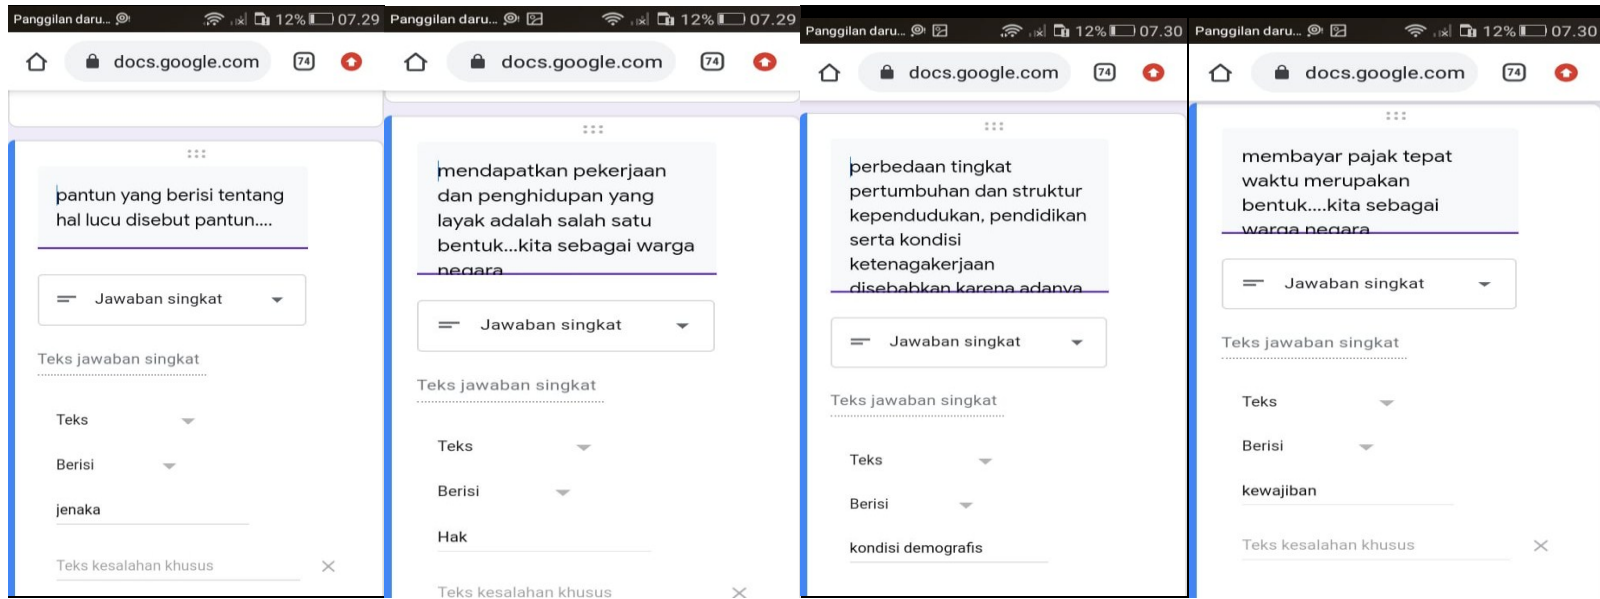 Panggilan daru... 12% 07.29
docs.google.com 74
pantun yang berisi tentang
hal lucu disebut pantun....
Jawaban singkat
Teks jawaban singkat
Teks
Berisi
jenaka
Teks kesalahan khusus
Panggilan daru... 12% 07.29
docs.google.com 74
mendapatkan pekerjaan
dan penghidupan yang
layak adalah salah satu
bentuk...kita sebagai warga
negara
Jawaban singkat
Teks jawaban singkat
Teks
Berisi
Hak
Teks kesalahan khusus
Panggilan daru... 12% 07.30
docs.google.com 74
perbedaan tingkat
pertumbuhan dan struktur
kependudukan, pendidikan
serta kondisi
ketenagakerjaan
disebabkan karena adanya
Jawaban singkat
Teks jawaban singkat
Teks
Berisi
kondisi demografis
Panggilan daru... 12% 07.30
docs.google.com 74
membayar pajak tepat
waktu merupakan
bentuk....kita sebagai
warga negara
Jawaban singkat
Teks jawaban singkat
Teks
Berisi
kewajiban
Teks kesalahan khusus